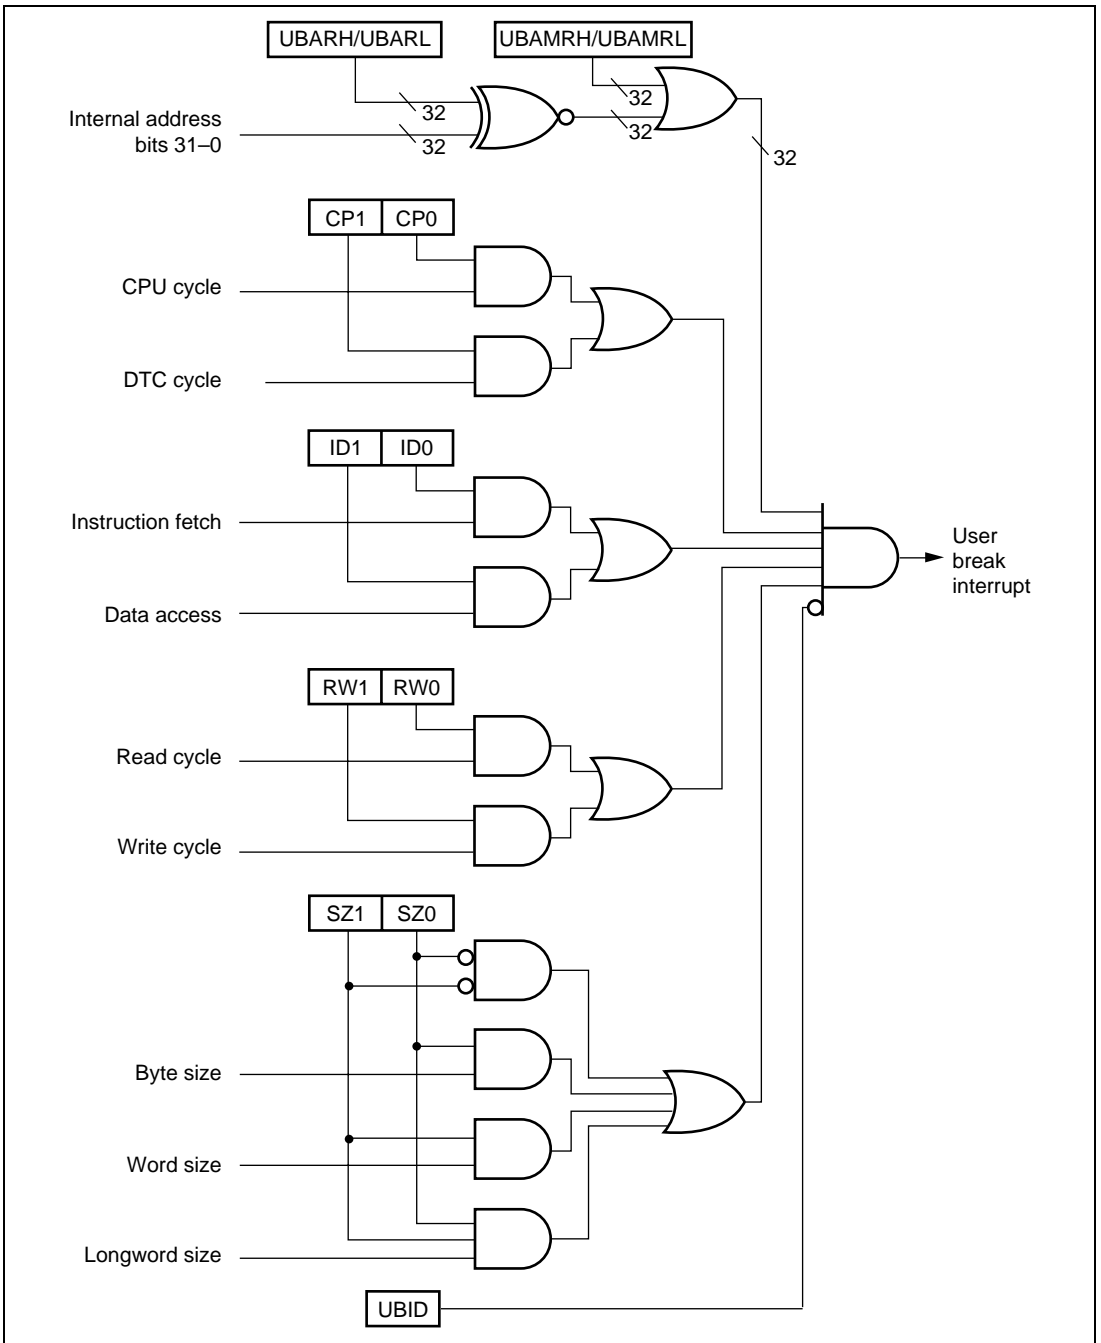 UBARH/UBARL
UBAMRH/UBAMRL
32
32
Internal address
bits 31–0
32
32
32
CP1
CP0
CPU cycle
DTC cycle
ID1
ID0
Instruction fetch
Data access
User
break
interrupt
RW1
RW0
Read cycle
Write cycle
SZ1
SZ0
Byte size
Word size
Longword size
UBID